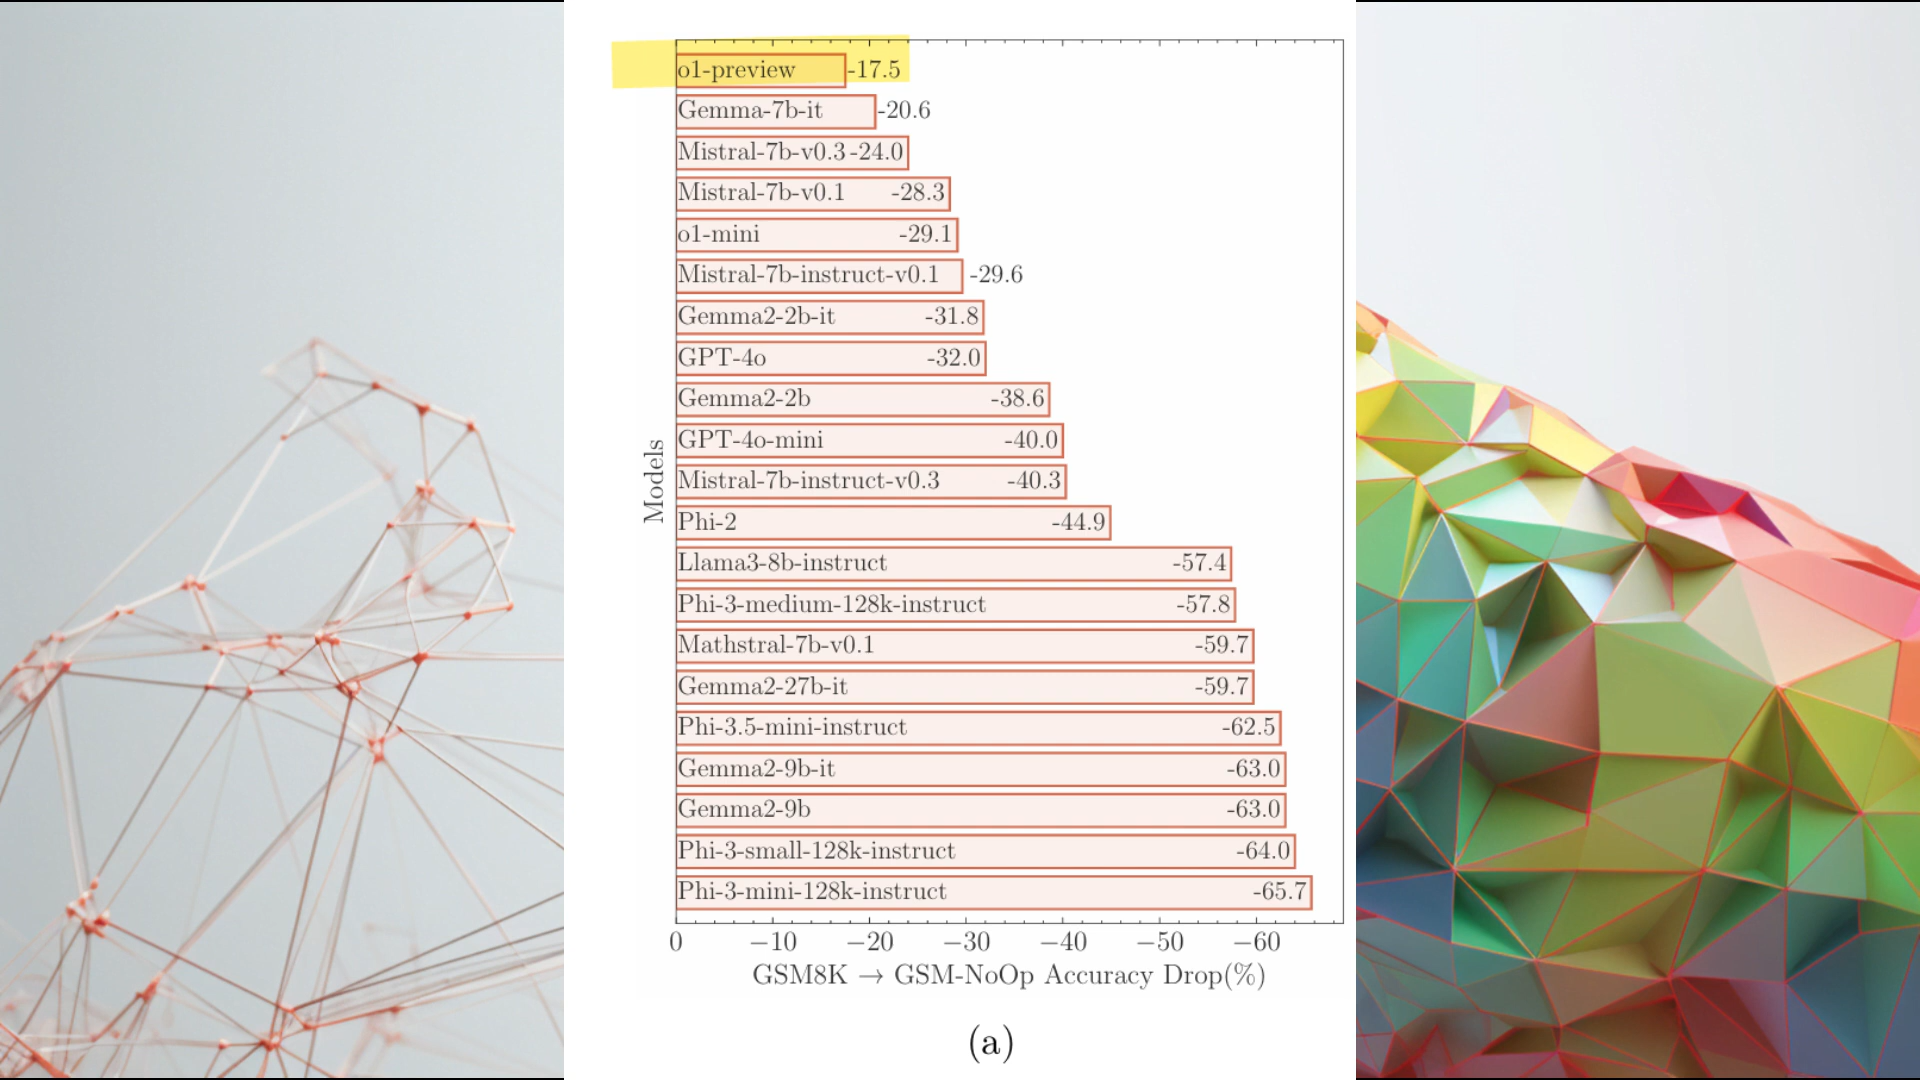 o1-preview -17.5
Gemma-7b-it -20.6
Mistral-7b-v0.3 -24.0
Mistral-7b-v0.1 -28.3
o1-mini -29.1
Mistral-7b-instruct-v0.1 -29.6
Gemma2-2b-it -31.8
GPT-4o -32.0
Gemma2-2b -38.6
GPT-4o-mini -40.0
Mistral-7b-instruct-v0.3 -40.3
Phi-2 -44.9
Llama3-8b-instruct -57.4
Phi-3-medium-128k-instruct -57.8
Mathstral-7b-v0.1 -59.7
Gemma2-27b-it -59.7
Phi-3.5-mini-instruct -62.5
Gemma2-9b-it -63.0
Gemma2-9b -63.0
Phi-3-small-128k-instruct -64.0
Phi-3-mini-128k-instruct -65.7
Models
0 −10 −20 −30 −40 −50 −60
GSM8K → GSM-NoOp Accuracy Drop(%)
(a)